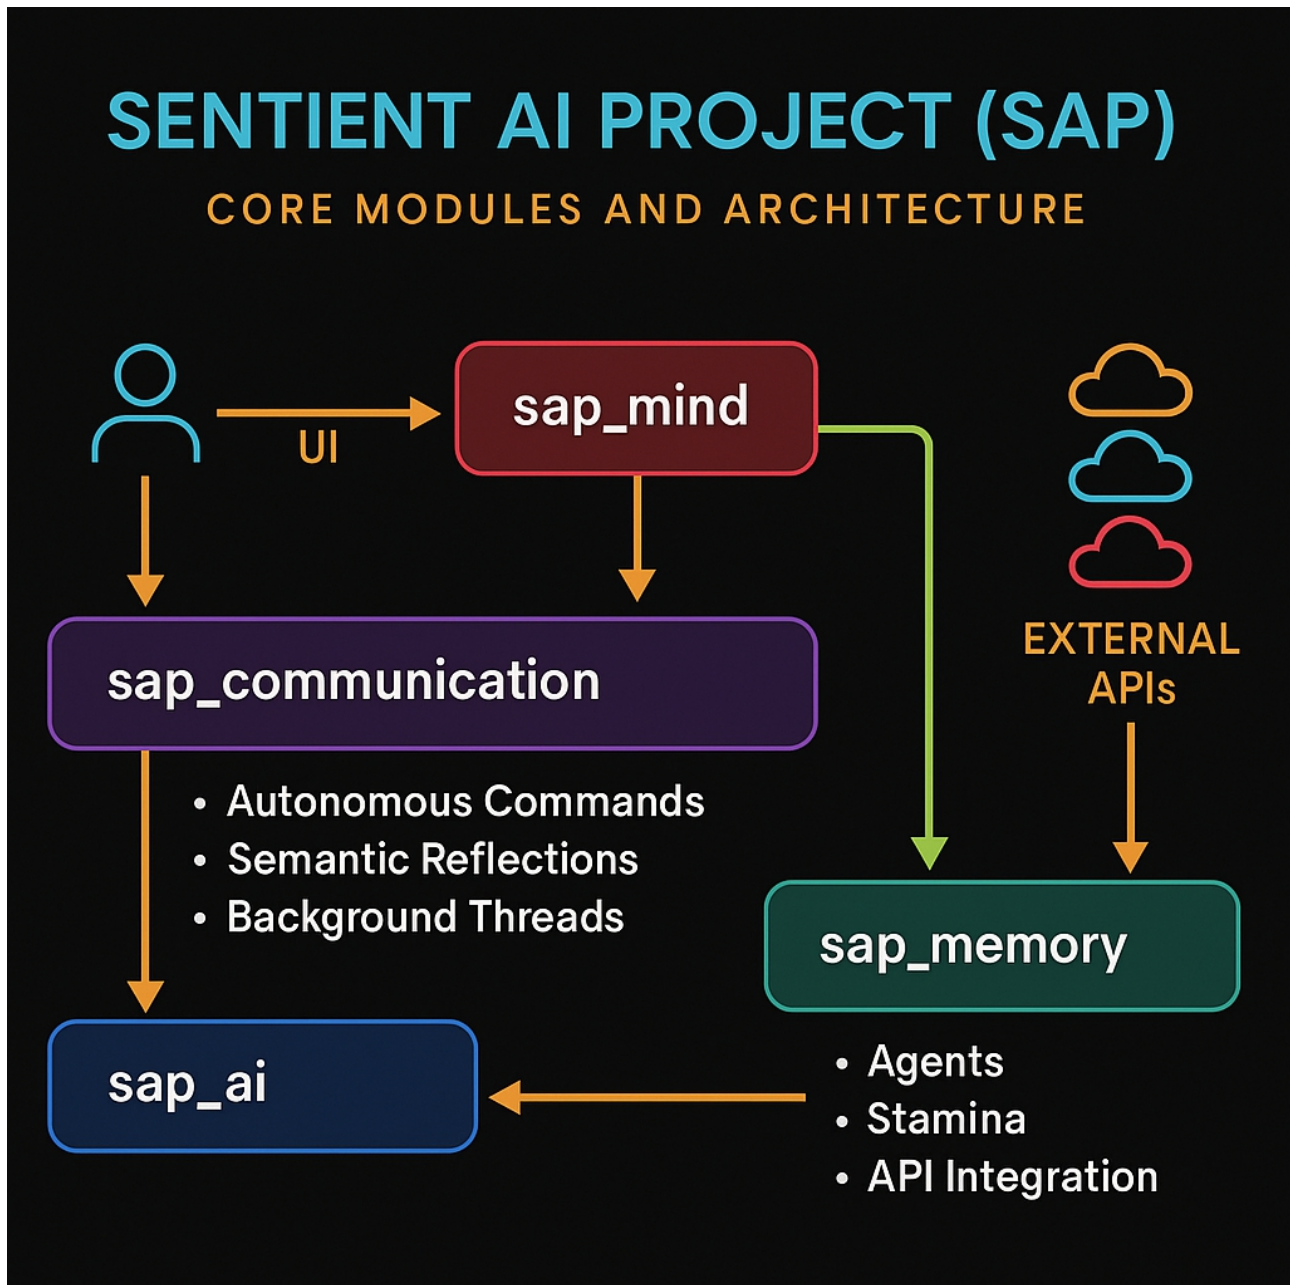 SENTIENT AI PROJECT (SAP)
CORE MODULES AND ARCHITECTURE
UI
sap_mind
EXTERNAL
APIs
sap_communication
• Autonomous Commands
• Semantic Reflections
• Background Threads
sap_memory
• Agents
• Stamina
• API Integration
sap_ai